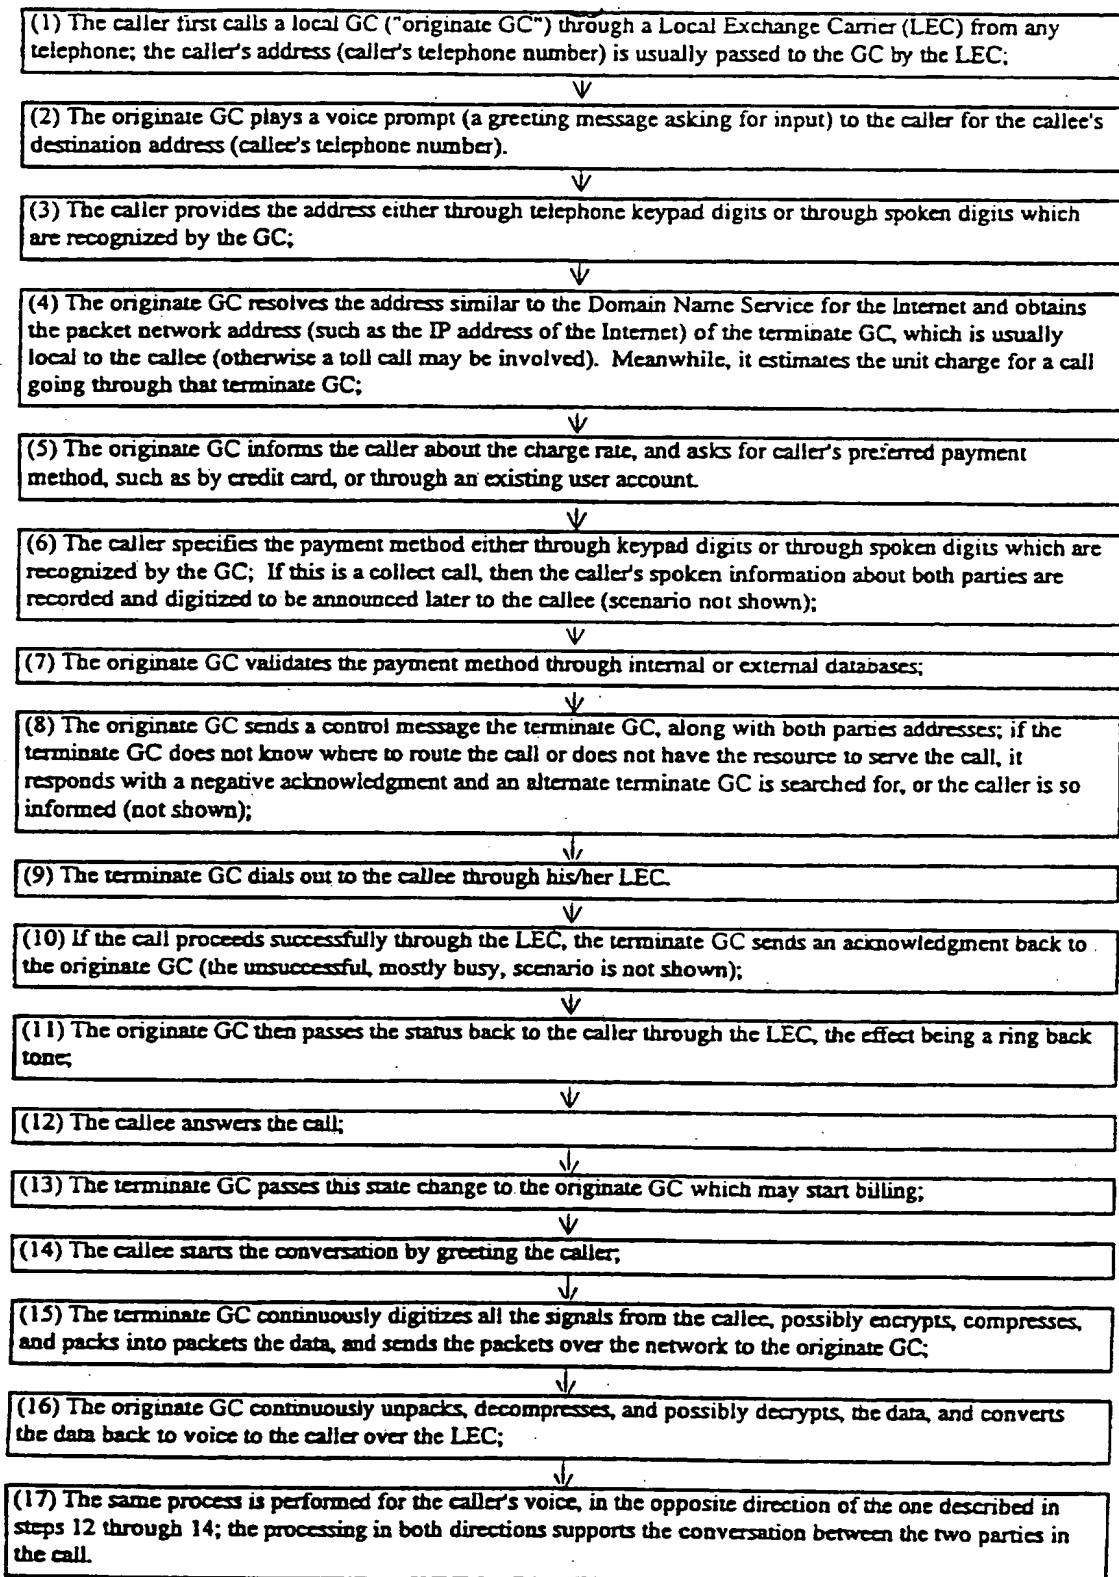 (1) The caller first calls a local GC ("originate GC") through a Local Exchange Carrier (LEC) from any
telephone; the caller's address (caller's telephone number) is usually passed to the GC by the LEC;
(2) The originate GC plays a voice prompt (a greeting message asking for input) to the caller for the callee's
destination address (callee's telephone number).
(3) The caller provides the address either through telephone keypad digits or through spoken digits which
are recognized by the GC;
(4) The originate GC resolves the address similar to the Domain Name Service for the Internet and obtains
the packet network address (such as the IP address of the Internet) of the terminate GC, which is usually
local to the callee (otherwise a toll call may be involved). Meanwhile, it estimates the unit charge for a call
going through that terminate GC;
(5) The originate GC informs the caller about the charge rate, and asks for caller's preferred payment
method, such as by credit card, or through an existing user account.
(6) The caller specifies the payment method either through keypad digits or through spoken digits which are
recognized by the GC; If this is a collect call, then the caller's spoken information about both parties are
recorded and digitized to be announced later to the callee (scenario not shown);
(7) The originate GC validates the payment method through internal or external databases;
(8) The originate GC sends a control message the terminate GC, along with both parties addresses; if the
terminate GC does not know where to route the call or does not have the resource to serve the call, it
responds with a negative acknowledgment and an alternate terminate GC is searched for, or the caller is so
informed (not shown);
(9) The terminate GC dials out to the callee through his/her LEC.
(10) If the call proceeds successfully through the LEC, the terminate GC sends an acknowledgment back to
the originate GC (the unsuccessful, mostly busy, scenario is not shown);
(11) The originate GC then passes the status back to the caller through the LEC, the effect being a ring back
tone;
(12) The callee answers the call;
(13) The terminate GC passes this state change to the originate GC which may start billing;
(14) The callee starts the conversation by greeting the caller;
(15) The terminate GC continuously digitizes all the signals from the callee, possibly encrypts, compresses,
and packs into packets the data, and sends the packets over the network to the originate GC;
(16) The originate GC continuously unpacks, decompresses, and possibly decrypts, the data, and converts
the data back to voice to the caller over the LEC;
(17) The same process is performed for the caller's voice, in the opposite direction of the one described in
steps 12 through 14; the processing in both directions supports the conversation between the two parties in
the call.